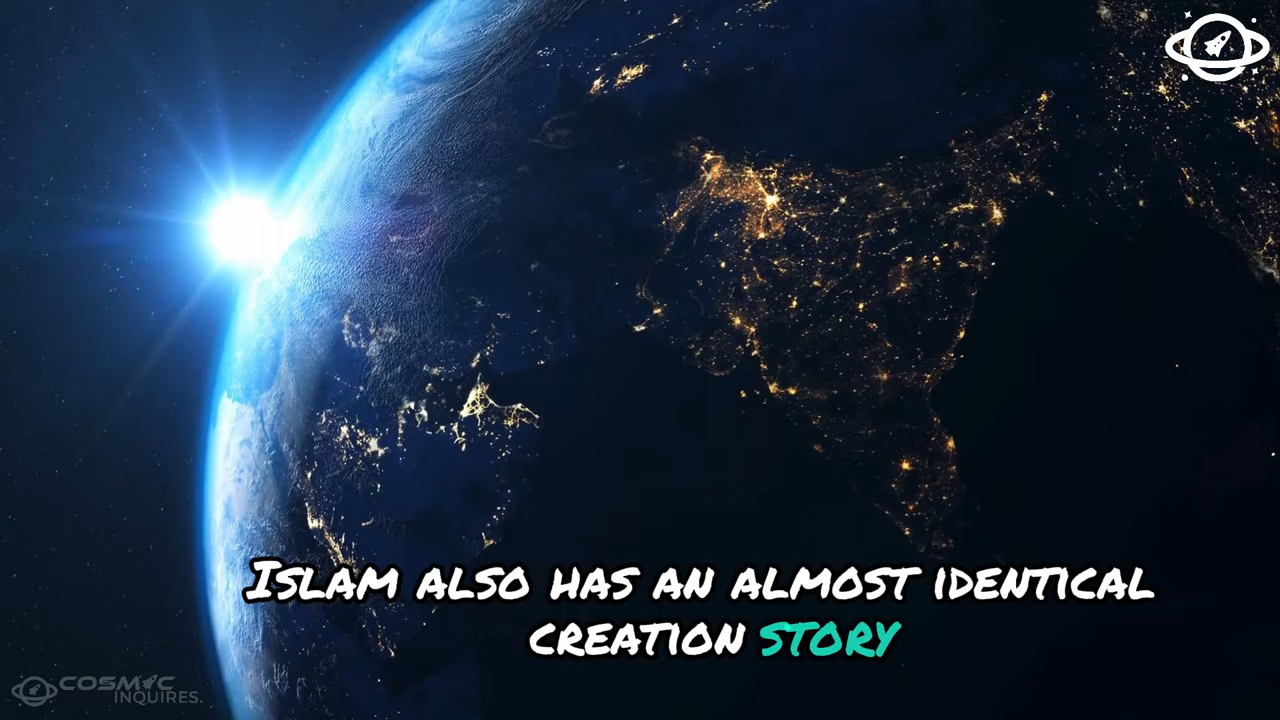 Islam also has an almost identical
creation story
COSMIC
INQUIRES.